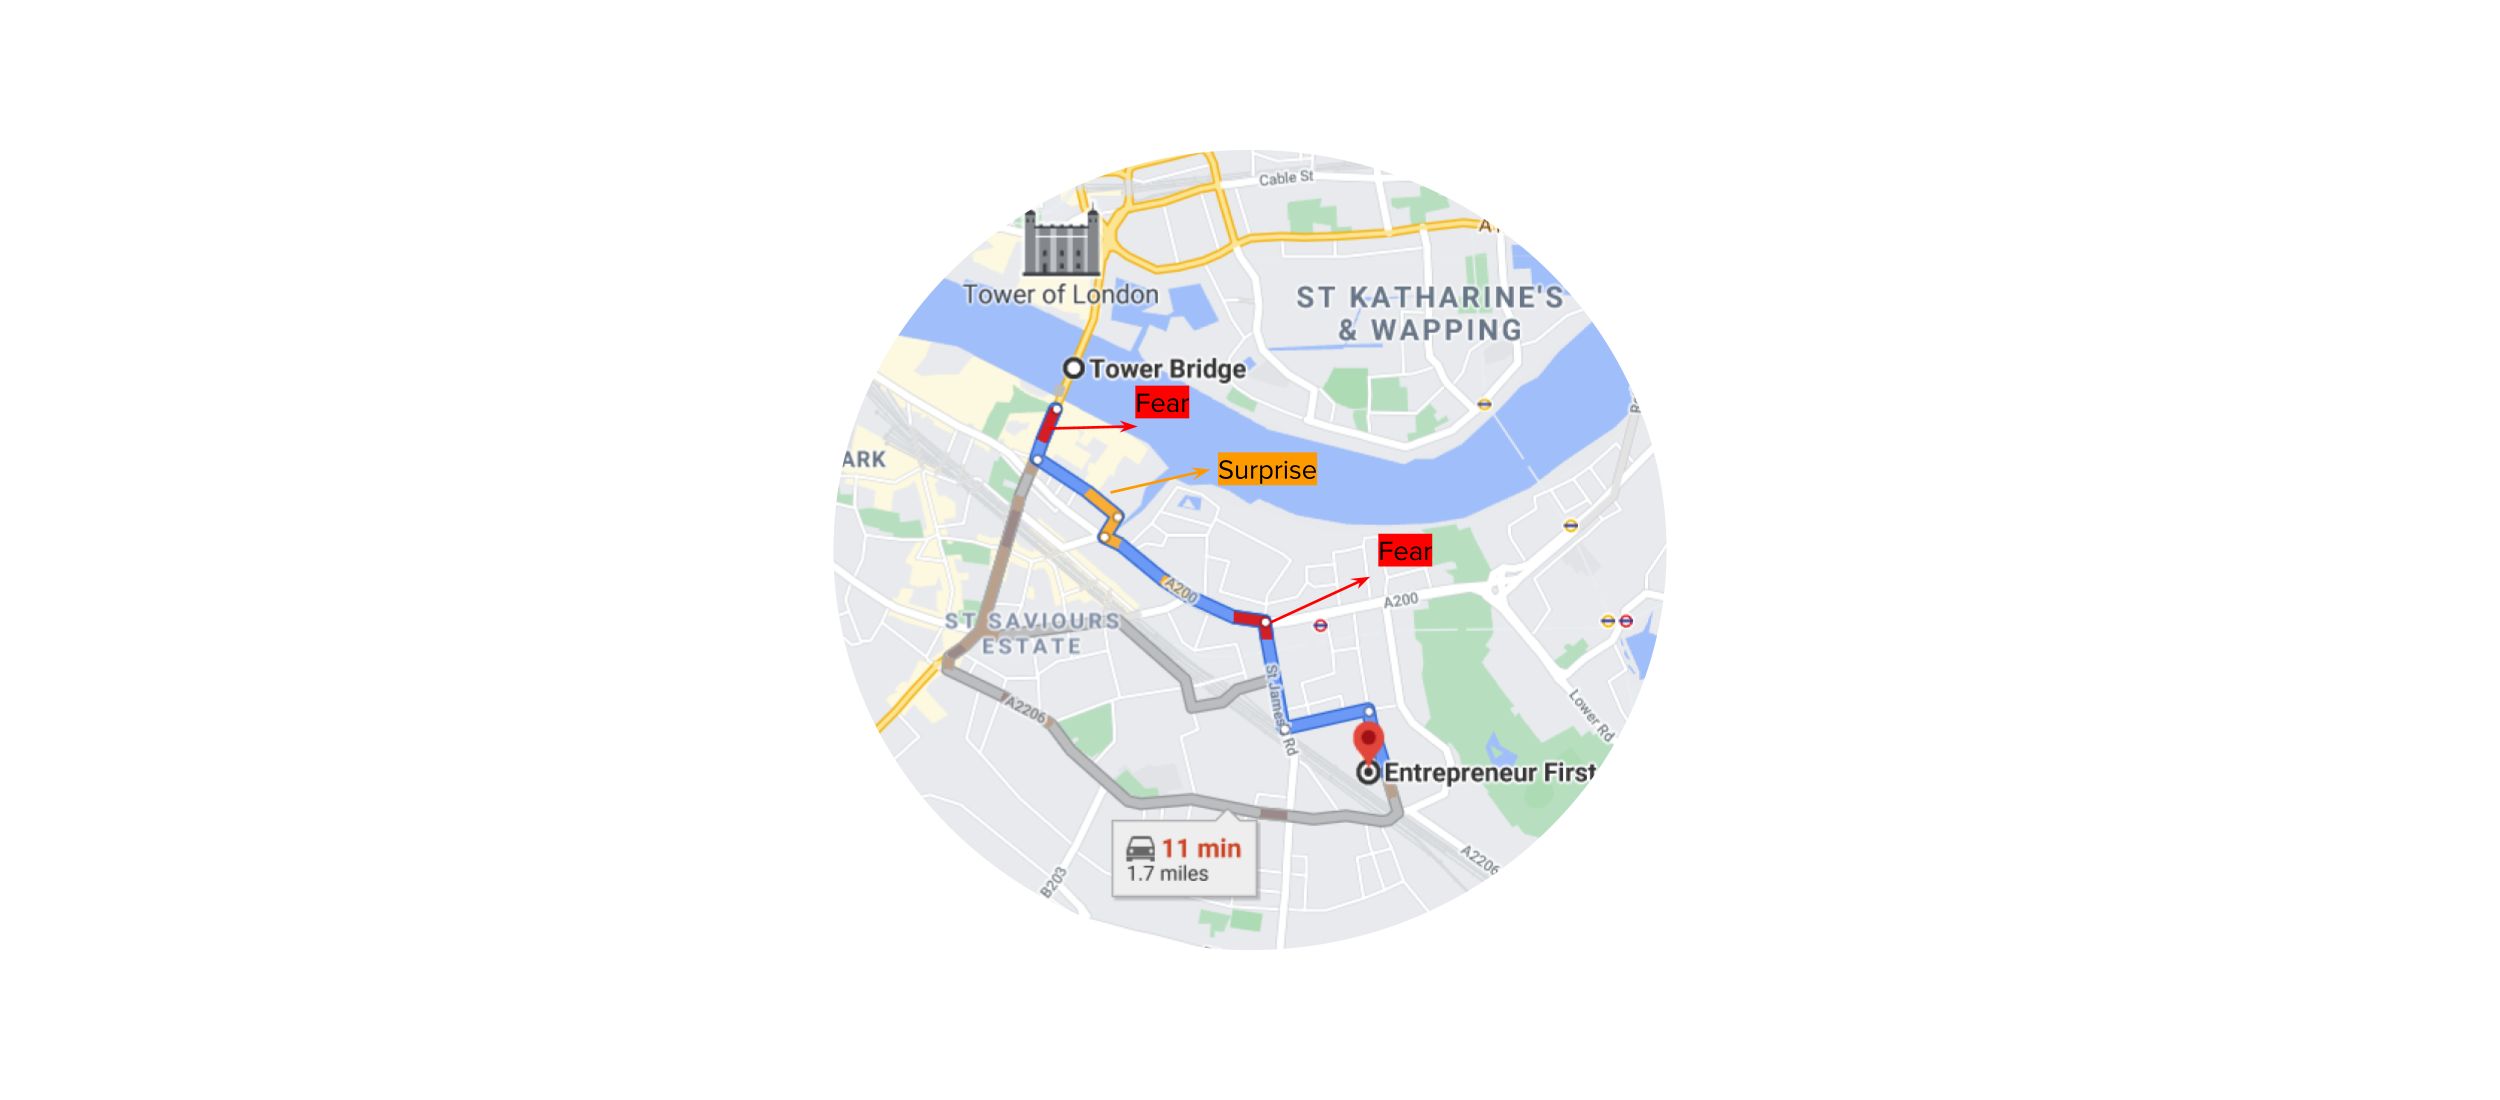 Cable St
Tower of London
ST KATHARINE'S
& WAPPING
Tower Bridge
Fear
ARK
Surprise
Fear
A200
A200
ST SAVIOURS
ESTATE
St James's Rd
A2206
Lower Rd
Entrepreneur First
11 min
1.7 miles
A2206
B203